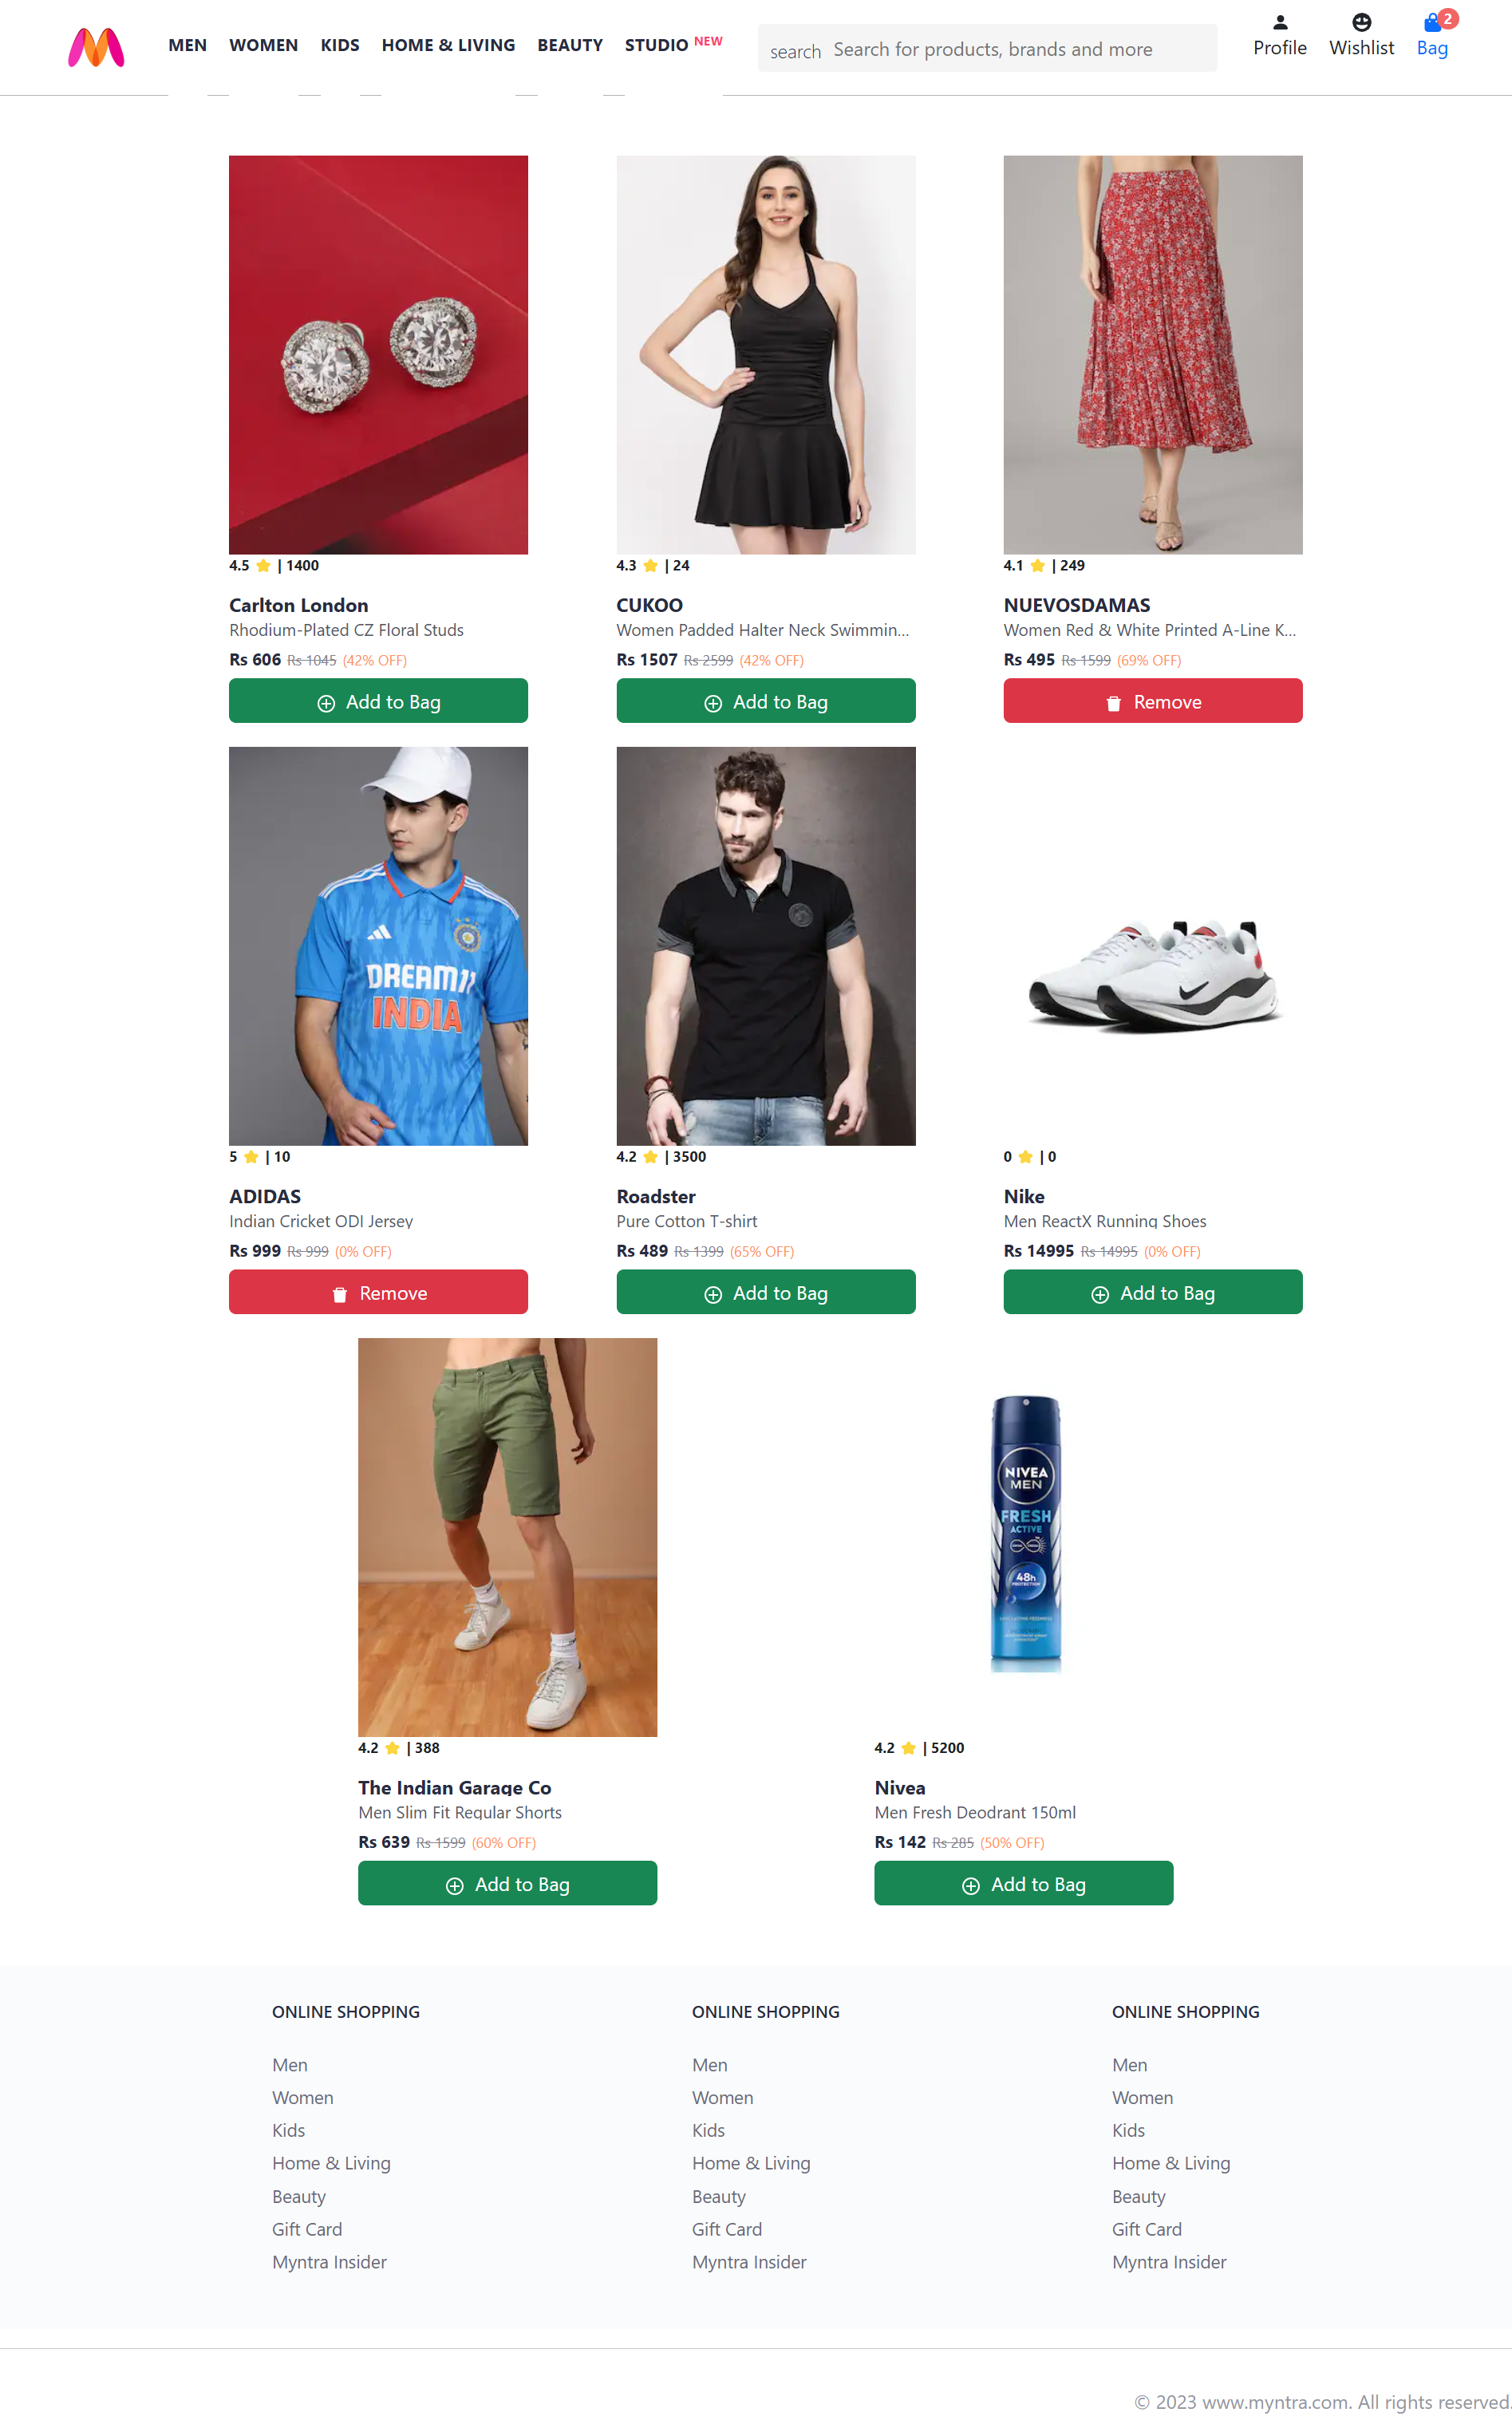 MEN WOMEN KIDS HOME & LIVING BEAUTY STUDIO NEW search Search for products, brands and more Profile Wishlist Bag 2
4.5 | 1400
Carlton London
Rhodium-Plated CZ Floral Studs
Rs 606 Rs 1045 (42% OFF)
Add to Bag
4.3 | 24
CUKOO
Women Padded Halter Neck Swimmin...
Rs 1507 Rs 2599 (42% OFF)
Add to Bag
4.1 | 249
NUEVOSDAMAS
Women Red & White Printed A-Line K...
Rs 495 Rs 1599 (69% OFF)
Remove
DREAM11
INDIA
5 | 10
ADIDAS
Indian Cricket ODI Jersey
Rs 999 Rs 999 (0% OFF)
Remove
4.2 | 3500
Roadster
Pure Cotton T-shirt
Rs 489 Rs 1399 (65% OFF)
Add to Bag
0 | 0
Nike
Men ReactX Running Shoes
Rs 14995 Rs 14995 (0% OFF)
Add to Bag
4.2 | 388
The Indian Garage Co
Men Slim Fit Regular Shorts
Rs 639 Rs 1599 (60% OFF)
Add to Bag
NIVEA
MEN
FRESH
ACTIVE
48h
PROTECTION
4.2 | 5200
Nivea
Men Fresh Deodrant 150ml
Rs 142 Rs 285 (50% OFF)
Add to Bag
ONLINE SHOPPING
Men
Women
Kids
Home & Living
Beauty
Gift Card
Myntra Insider
ONLINE SHOPPING
Men
Women
Kids
Home & Living
Beauty
Gift Card
Myntra Insider
ONLINE SHOPPING
Men
Women
Kids
Home & Living
Beauty
Gift Card
Myntra Insider
© 2023 www.myntra.com. All rights reserved.